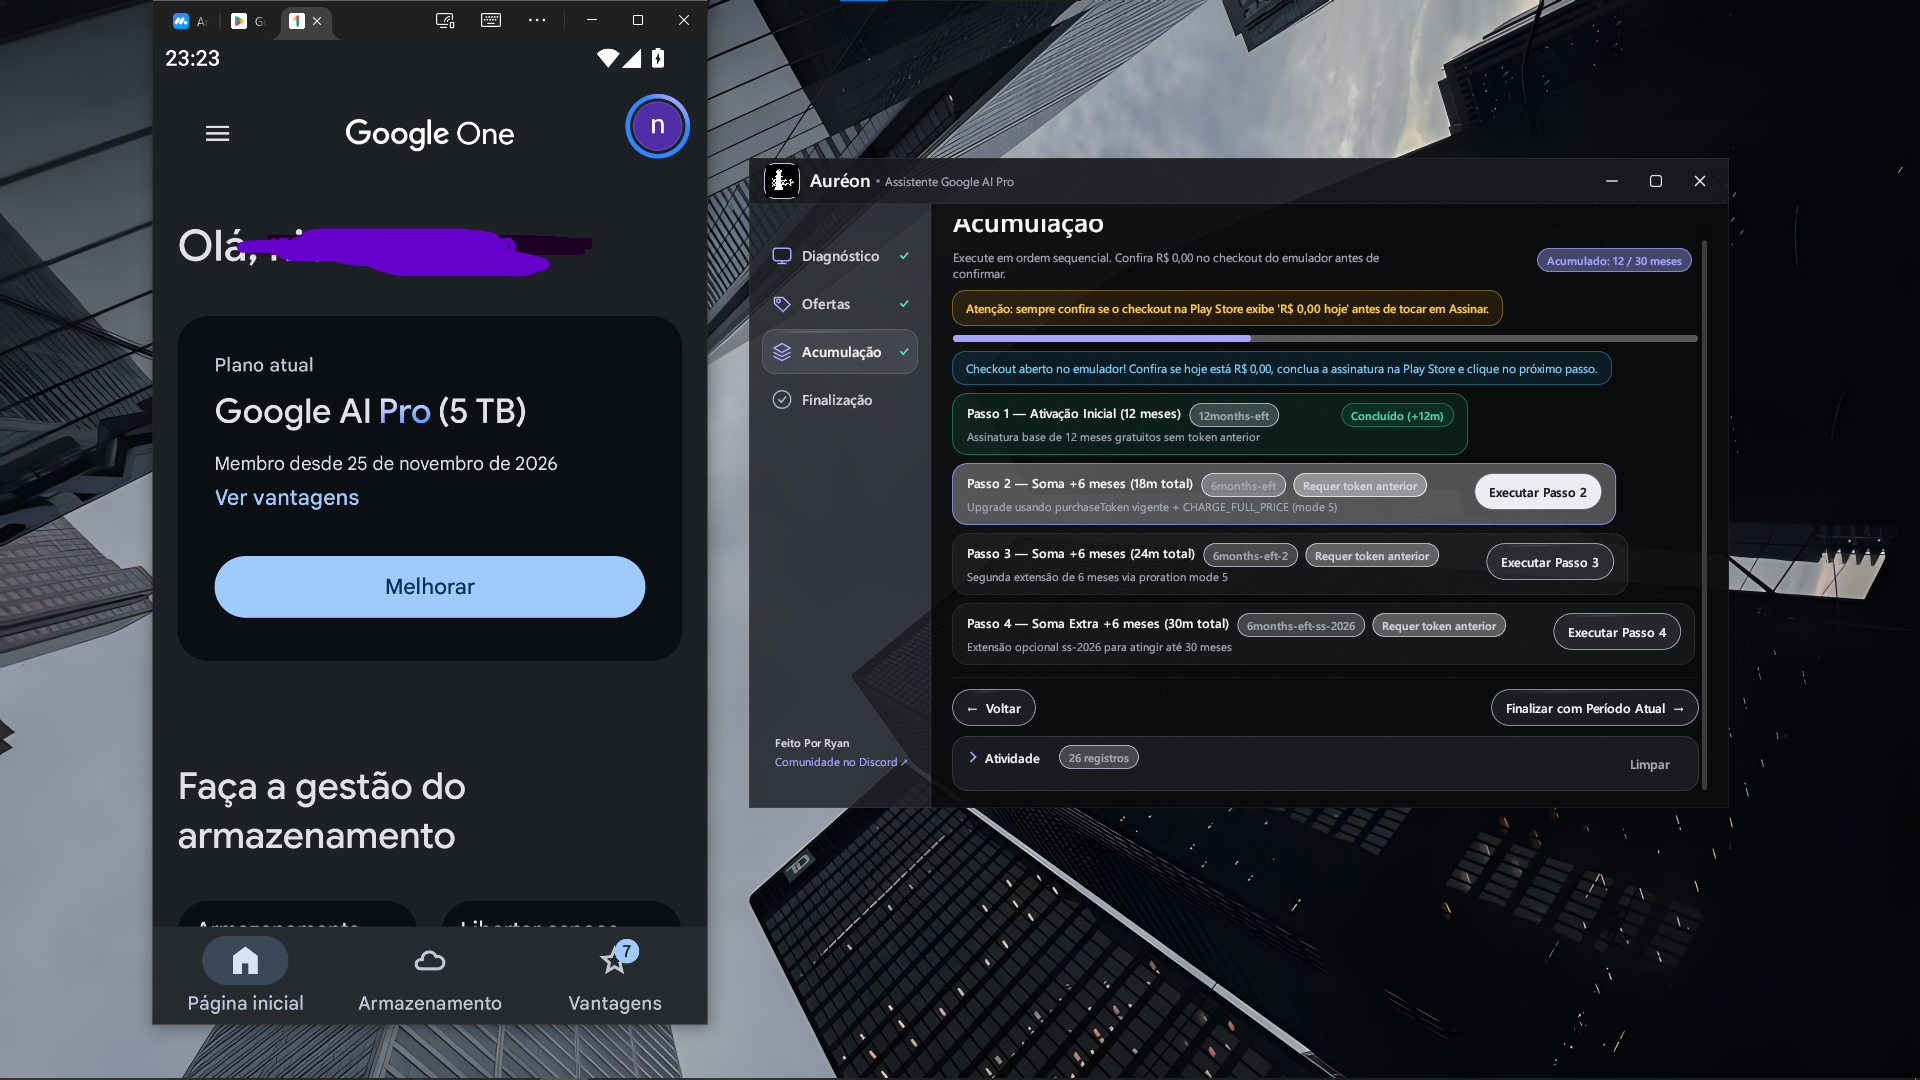 23:23
Google One
n
Olá,
Plano atual
Google AI Pro (5 TB)
Membro desde 25 de novembro de 2026
Ver vantagens
Melhorar
Faça a gestão do
armazenamento
7
Página inicial
Armazenamento
Vantagens
Auréon • Assistente Google AI Pro
Diagnóstico
Ofertas
Acumulação
Finalização
Feito Por Ryan
Comunidade no Discord ↗
Acumulação
Execute em ordem sequencial. Confira R$ 0,00 no checkout do emulador antes de
confirmar.
Acumulado: 12 / 30 meses
Atenção: sempre confira se o checkout na Play Store exibe 'R$ 0,00 hoje' antes de tocar em Assinar.
Checkout aberto no emulador! Confira se hoje está R$ 0,00, conclua a assinatura na Play Store e clique no próximo passo.
Passo 1 — Ativação Inicial (12 meses) 12months-eft Concluído (+12m)
Assinatura base de 12 meses gratuitos sem token anterior
Passo 2 — Soma +6 meses (18m total) 6months-eft Requer token anterior Executar Passo 2
Upgrade usando purchaseToken vigente + CHARGE_FULL_PRICE (mode 5)
Passo 3 — Soma +6 meses (24m total) 6months-eft-2 Requer token anterior Executar Passo 3
Segunda extensão de 6 meses via proration mode 5
Passo 4 — Soma Extra +6 meses (30m total) 6months-eft-ss-2026 Requer token anterior Executar Passo 4
Extensão opcional ss-2026 para atingir até 30 meses
← Voltar
Finalizar com Período Atual →
Atividade 26 registros
Limpar
TD